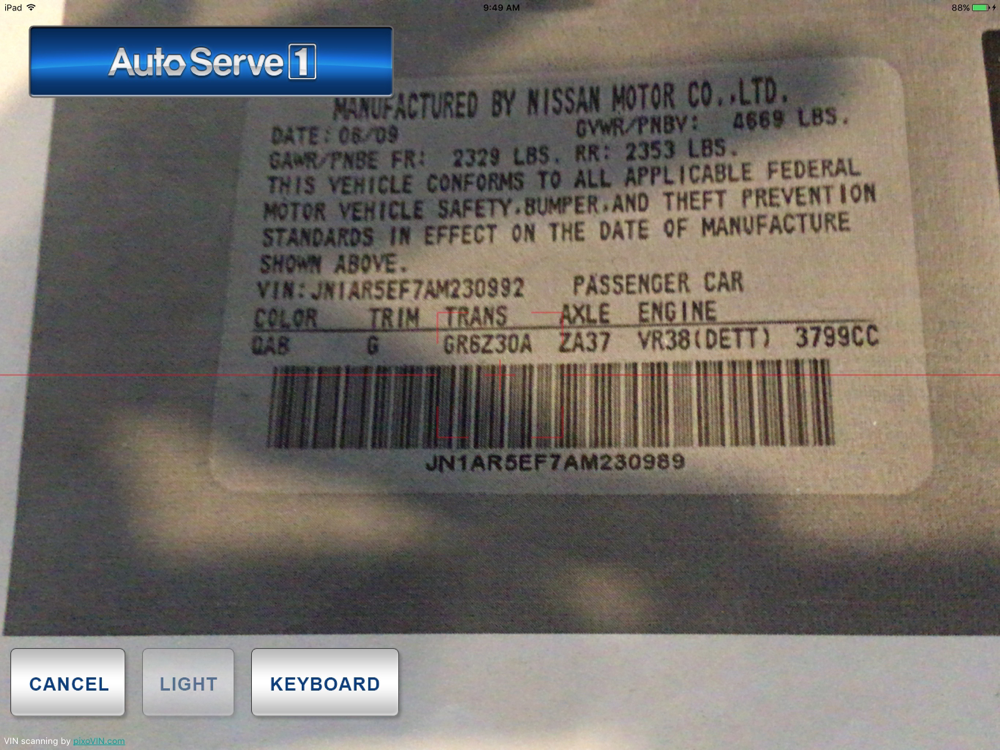 iPad 9:49 AM 88%
AutoServe1
MANUFACTURED BY NISSAN MOTOR CO.,LTD.
DATE: 06/09 GVWR/PNBV: 4669 LBS.
GAWR/PNBE FR: 2329 LBS. RR: 2353 LBS.
THIS VEHICLE CONFORMS TO ALL APPLICABLE FEDERAL
MOTOR VEHICLE SAFETY,BUMPER,AND THEFT PREVENTION
STANDARDS IN EFFECT ON THE DATE OF MANUFACTURE
SHOWN ABOVE.
VIN:JN1AR5EF7AM230992 PASSENGER CAR
COLOR TRIM TRANS AXLE ENGINE
QAB G GR6Z30A ZA37 VR38(DETT) 3799CC
JN1AR5EF7AM230989
CANCEL LIGHT KEYBOARD
VIN scanning by pixoVIN.com